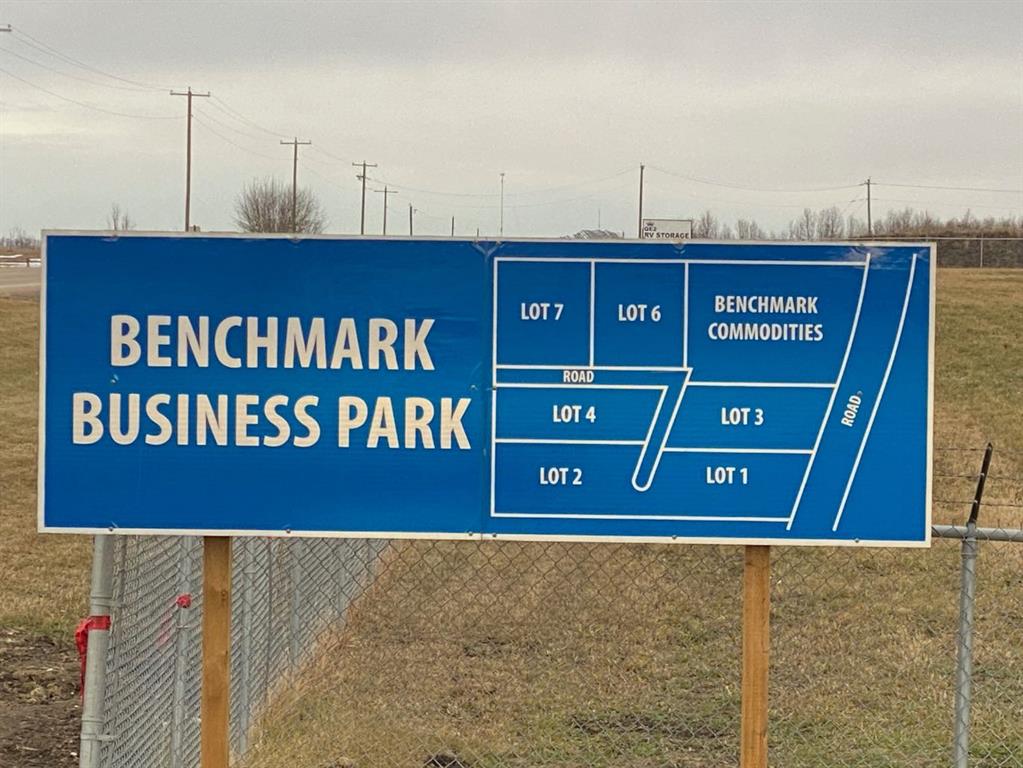 QE2
RV STORAGE
BENCHMARK
BUSINESS PARK
LOT 7
LOT 6
BENCHMARK
COMMODITIES
ROAD
LOT 4
LOT 3
ROAD
LOT 2
LOT 1